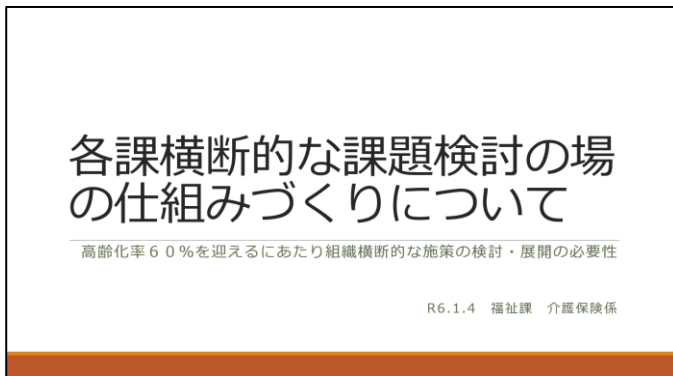 各課横断的な課題検討の場
の仕組みづくりについて
高齢化率６０％を迎えるにあたり組織横断的な施策の検討・展開の必要性
R6.1.4　福祉課　介護保険係